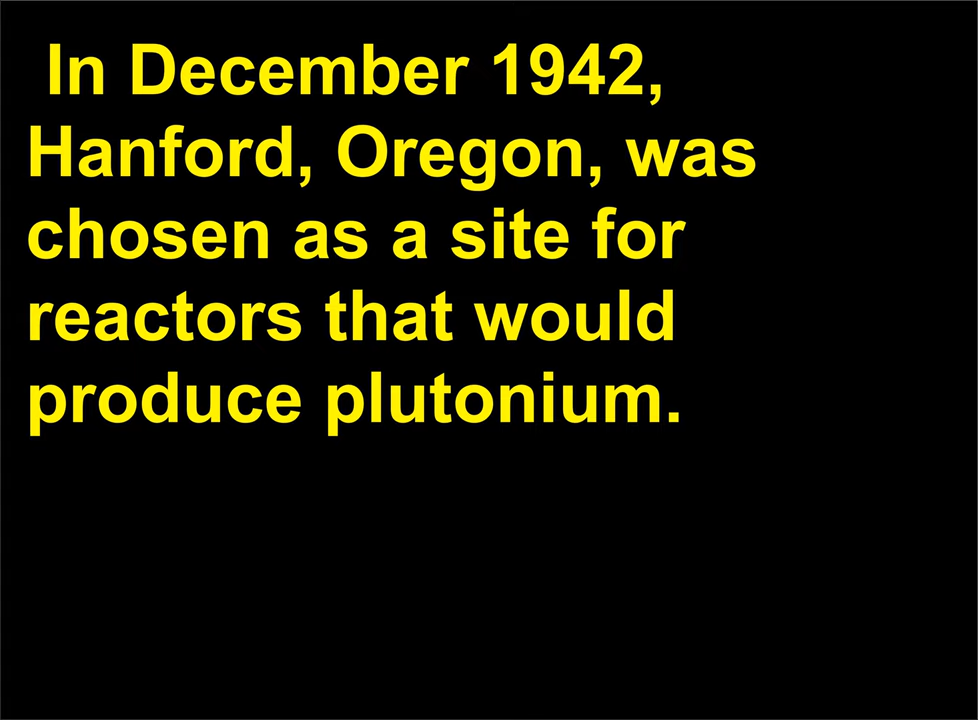 In December 1942,
Hanford, Oregon, was
chosen as a site for
reactors that would
produce plutonium.